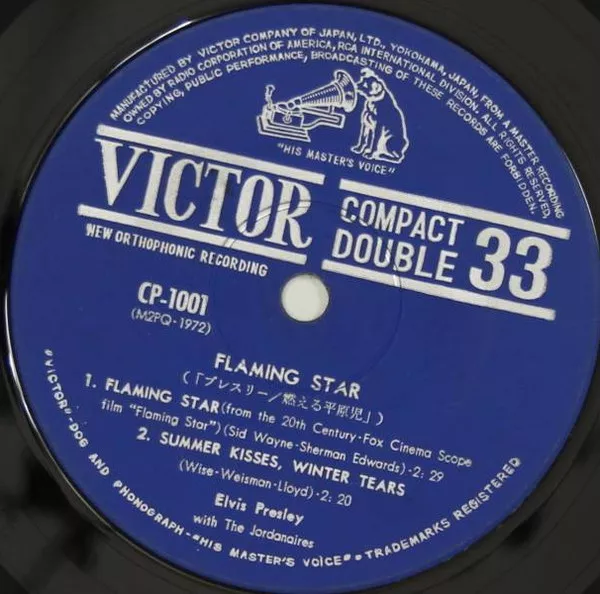 MANUFACTURED BY VICTOR COMPANY OF JAPAN, LTD., YOKOHAMA, JAPAN, FROM A MASTER RECORDING
OWNED BY RADIO CORPORATION OF AMERICA, RCA INTERNATIONAL DIVISION. ALL RIGHTS RESERVED.
COPYING, PUBLIC PERFORMANCE, BROADCASTING OF THESE RECORDS ARE FORBIDDEN.
"HIS MASTER'S VOICE"
VICTOR
COMPACT
DOUBLE 33
NEW ORTHOPHONIC RECORDING
CP-1001
(M2PQ-1972)
FLAMING STAR
(「プレスリー/燃える平原児」)
1. FLAMING STAR (from the 20th Century-Fox Cinema Scope
film "Flaming Star") (Sid Wayne-Sherman Edwards)-2:29
2. SUMMER KISSES, WINTER TEARS
(Wise-Weisman-Lloyd)-2:20
Elvis Presley
with The Jordanaires
"VICTOR"-DOG AND PHONOGRAPH-"HIS MASTER'S VOICE"-TRADEMARKS REGISTERED